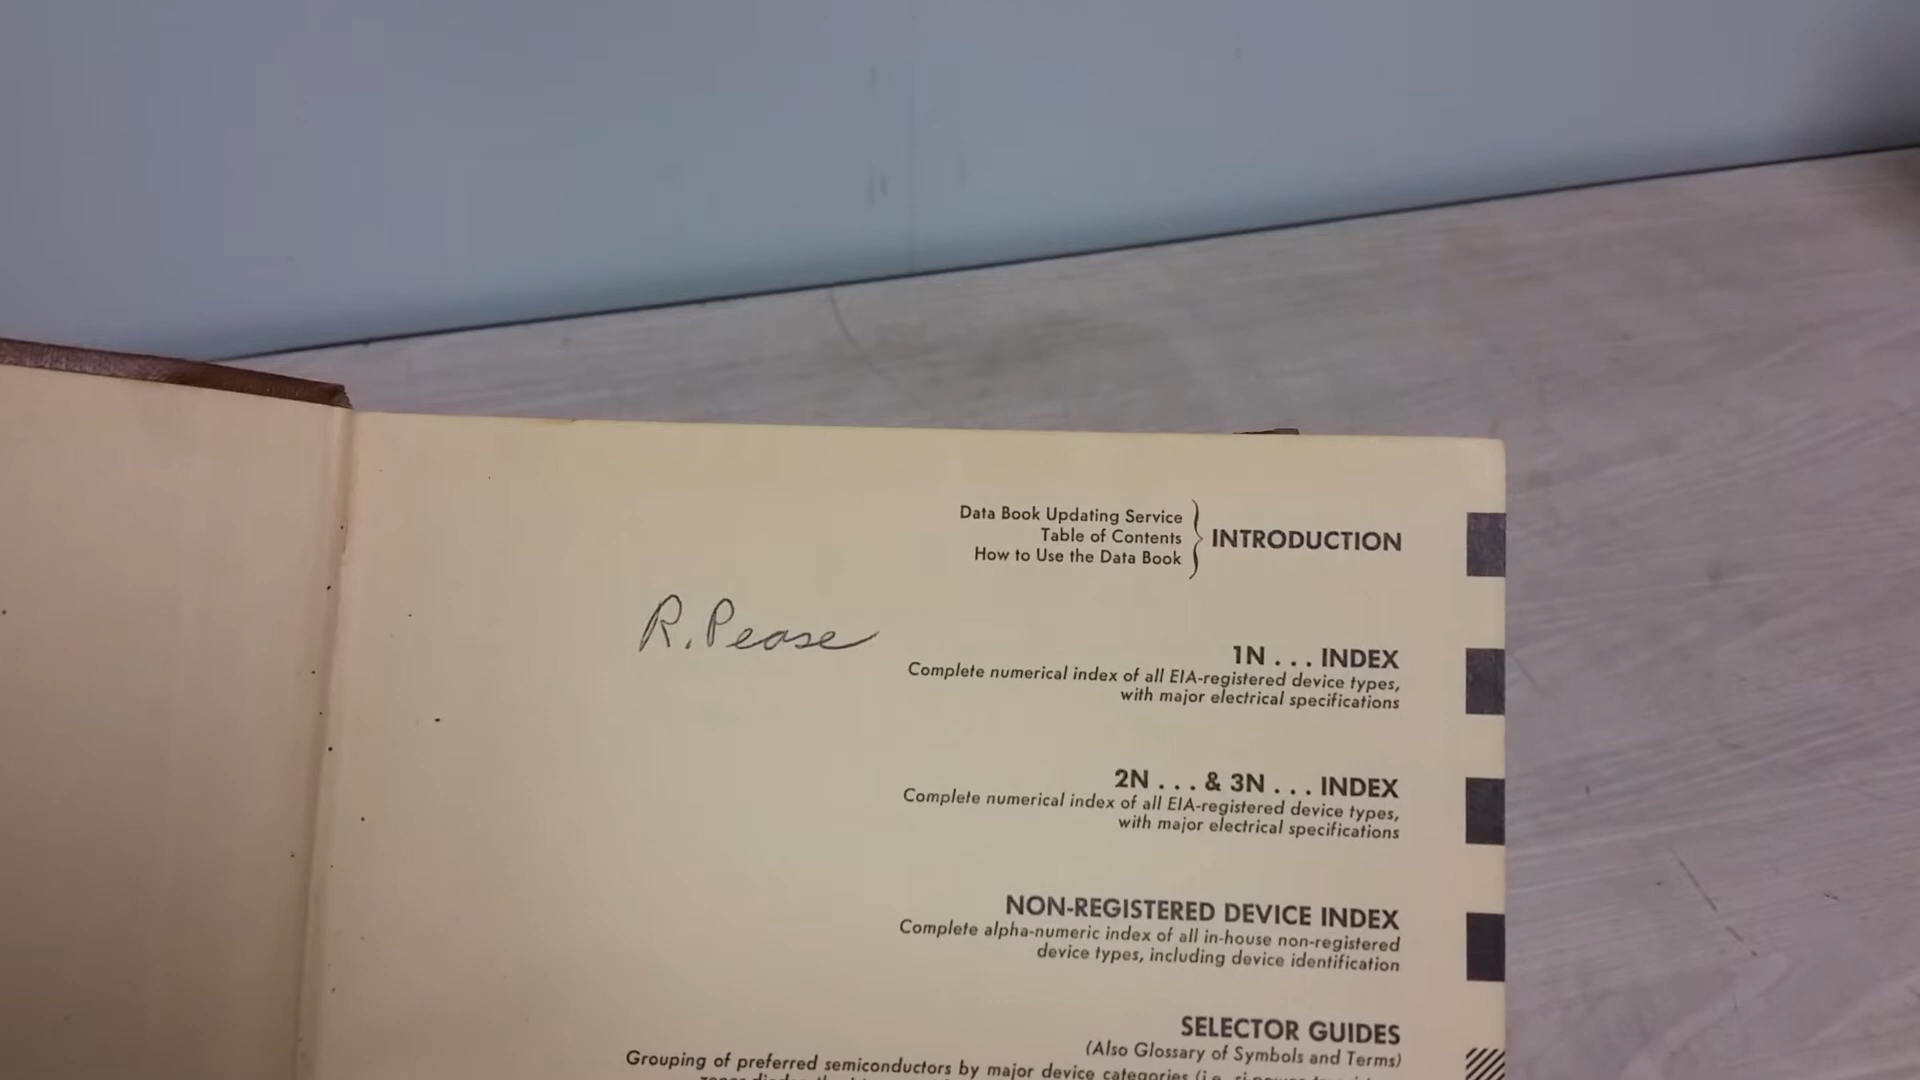 Data Book Updating Service
Table of Contents
How to Use the Data Book
INTRODUCTION
R. Pease
1N . . . INDEX
Complete numerical index of all EIA-registered device types,
with major electrical specifications
2N . . . & 3N . . . INDEX
Complete numerical index of all EIA-registered device types,
with major electrical specifications
NON-REGISTERED DEVICE INDEX
Complete alpha-numeric index of all in-house non-registered
device types, including device identification
SELECTOR GUIDES
(Also Glossary of Symbols and Terms)
Grouping of preferred semiconductors by major device categories (i.e.